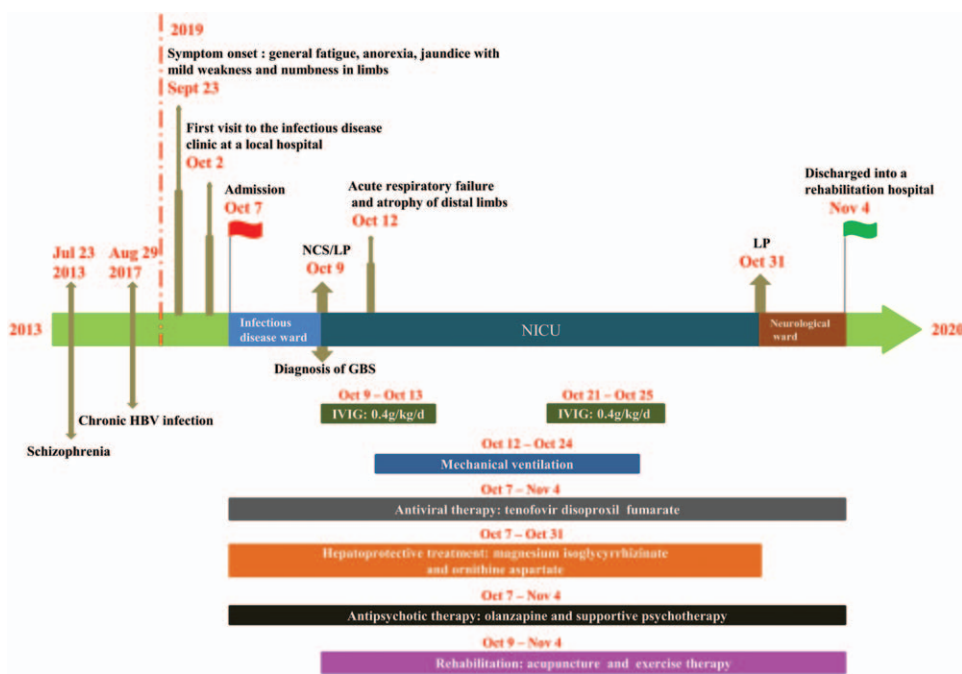 2019
Symptom onset : general fatigue, anorexia, jaundice with
mild weakness and numbness in limbs
Sept 23
First visit to the infectious disease
clinic at a local hospital
Oct 2
Admission
Oct 7
Acute respiratory failure
and atrophy of distal limbs
Oct 12
Discharged into a
rehabilitation hospital
Nov 4
Jul 23
2013
Aug 29
2017
NCS/LP
Oct 9
LP
Oct 31
2013
Infectious
disease ward
NICU
Neurological
ward
2020
Diagnosis of GBS
Chronic HBV infection
Schizophrenia
Oct 9 – Oct 13
IVIG: 0.4g/kg/d
Oct 21 – Oct 25
IVIG: 0.4g/kg/d
Oct 12 – Oct 24
Mechanical ventilation
Oct 7 – Nov 4
Antiviral therapy: tenofovir disoproxil fumarate
Oct 7 – Oct 31
Hepatoprotective treatment: magnesium isoglycyrrhizinate
and ornithine aspartate
Oct 7 – Nov 4
Antipsychotic therapy: olanzapine and supportive psychotherapy
Oct 9 – Nov 4
Rehabilitation: acupuncture and exercise therapy